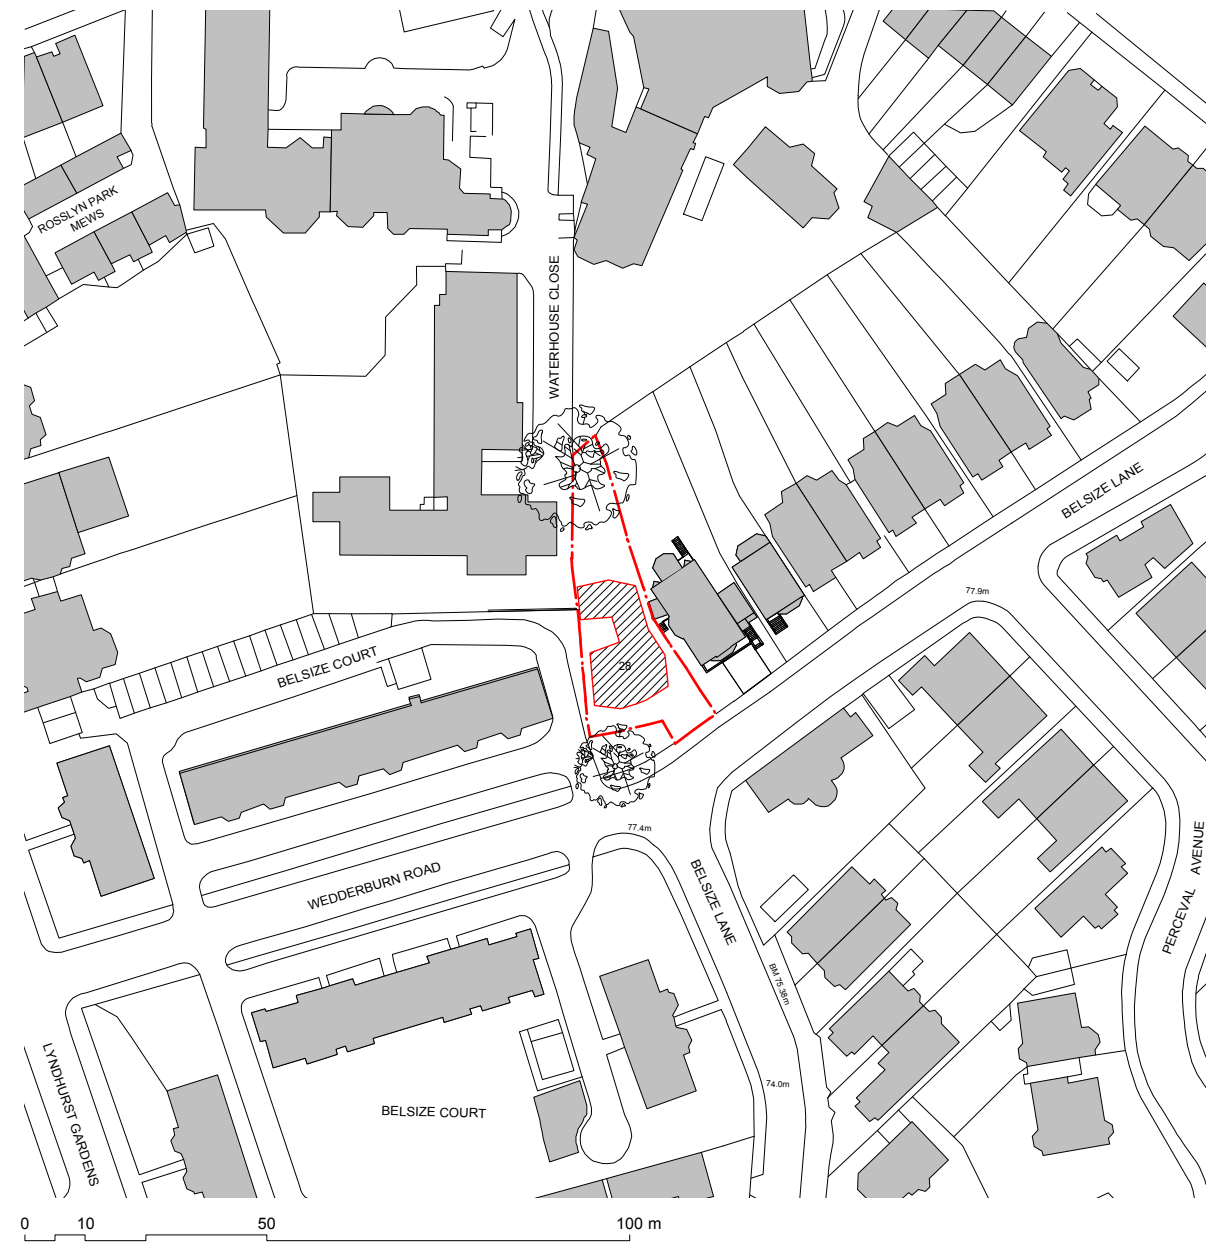 ROSSLYN PARK
MEWS
WATERHOUSE CLOSE
BELSIZE LANE
77.9m
BELSIZE COURT
28
77.4m
WEDDERBURN ROAD
BELSIZE LANE
PERCEVAL AVENUE
BM 75.38m
LYNDHURST GARDENS
74.0m
BELSIZE COURT
0 10 50 100 m